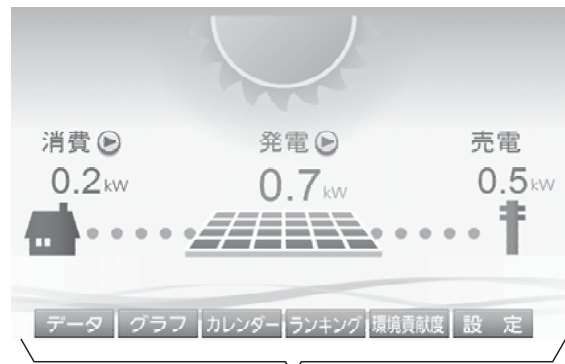 消費 発電 売電
0.2kW 0.7kW 0.5kW
データ グラフ カレンダー ランキング 環境貢献度 設 定